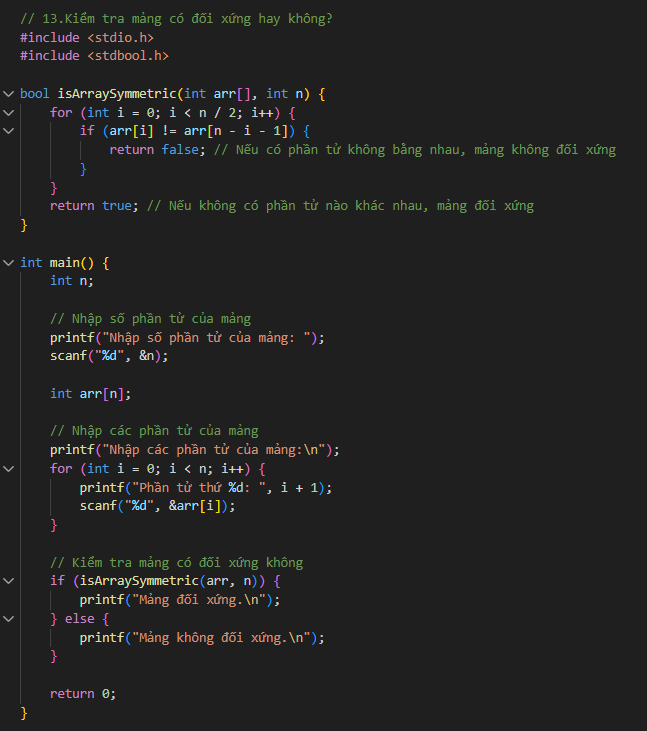 // 13.Kiểm tra mảng có đối xứng hay không?
#include <stdio.h>
#include <stdbool.h>
bool isArraySymmetric(int arr[], int n) {
for (int i = 0; i < n / 2; i++) {
if (arr[i] != arr[n - i - 1]) {
return false; // Nếu có phần tử không bằng nhau, mảng không đối xứng
}
}
return true; // Nếu không có phần tử nào khác nhau, mảng đối xứng
}
int main() {
int n;
// Nhập số phần tử của mảng
printf("Nhập số phần tử của mảng: ");
scanf("%d", &n);
int arr[n];
// Nhập các phần tử của mảng
printf("Nhập các phần tử của mảng:\n");
for (int i = 0; i < n; i++) {
printf("Phần tử thứ %d: ", i + 1);
scanf("%d", &arr[i]);
}
// Kiểm tra mảng có đối xứng không
if (isArraySymmetric(arr, n)) {
printf("Mảng đối xứng.\n");
} else {
printf("Mảng không đối xứng.\n");
}
return 0;
}